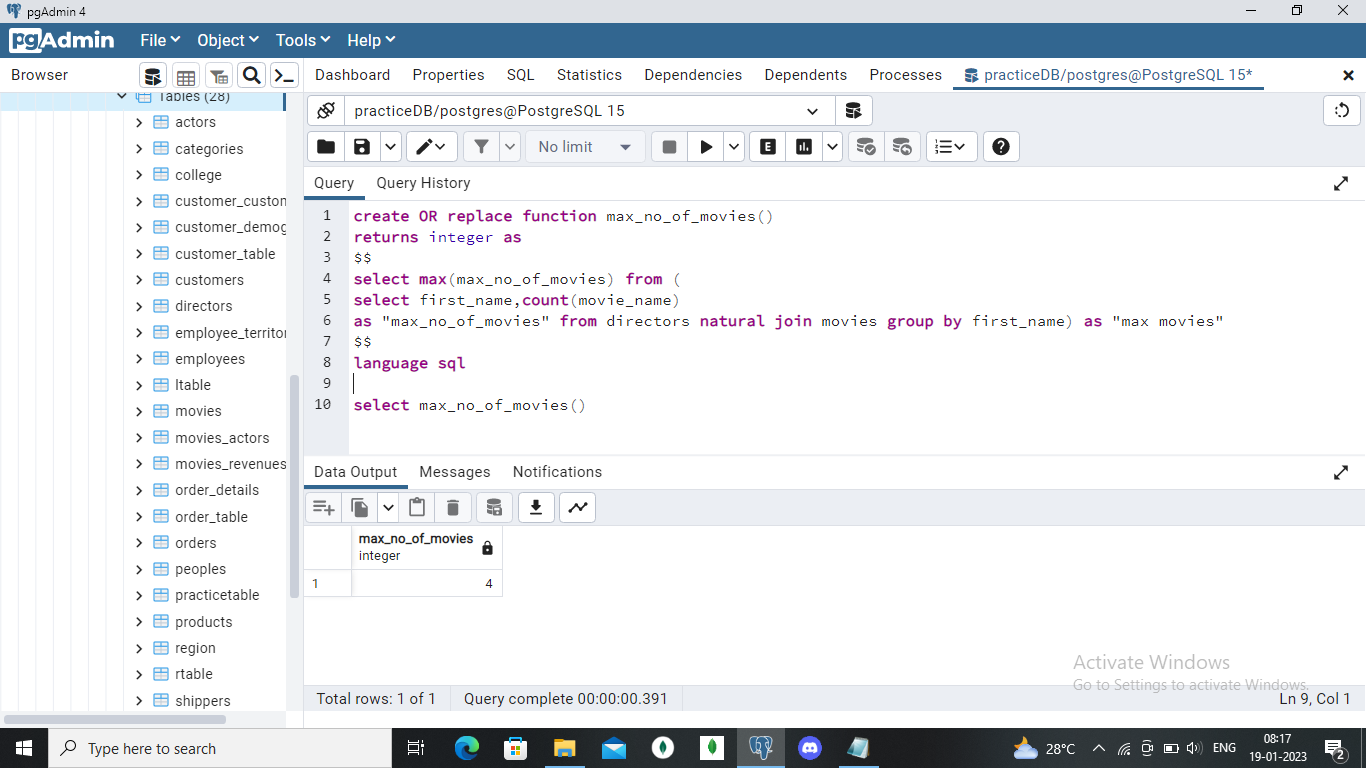 pgAdmin 4
pgAdmin File Object Tools Help
Browser
Dashboard Properties SQL Statistics Dependencies Dependents Processes practiceDB/postgres@PostgreSQL 15*
Tables (28)
actors
categories
college
customer_custon
customer_demog
customer_table
customers
directors
employee_territor
employees
ltable
movies
movies_actors
movies_revenues
order_details
order_table
orders
peoples
practicetable
products
region
rtable
shippers
practiceDB/postgres@PostgreSQL 15
No limit
E
Query Query History
1 create OR replace function max_no_of_movies()
2 returns integer as
3 $$
4 select max(max_no_of_movies) from (
5 select first_name,count(movie_name)
6 as "max_no_of_movies" from directors natural join movies group by first_name) as "max movies"
7 $$
8 language sql
9
10 select max_no_of_movies()
Data Output Messages Notifications
max_no_of_movies
integer
1 4
Activate Windows
Go to Settings to activate Windows.
Total rows: 1 of 1 Query complete 00:00:00.391 Ln 9, Col 1
Type here to search
28°C ENG
08:17
19-01-2023
2